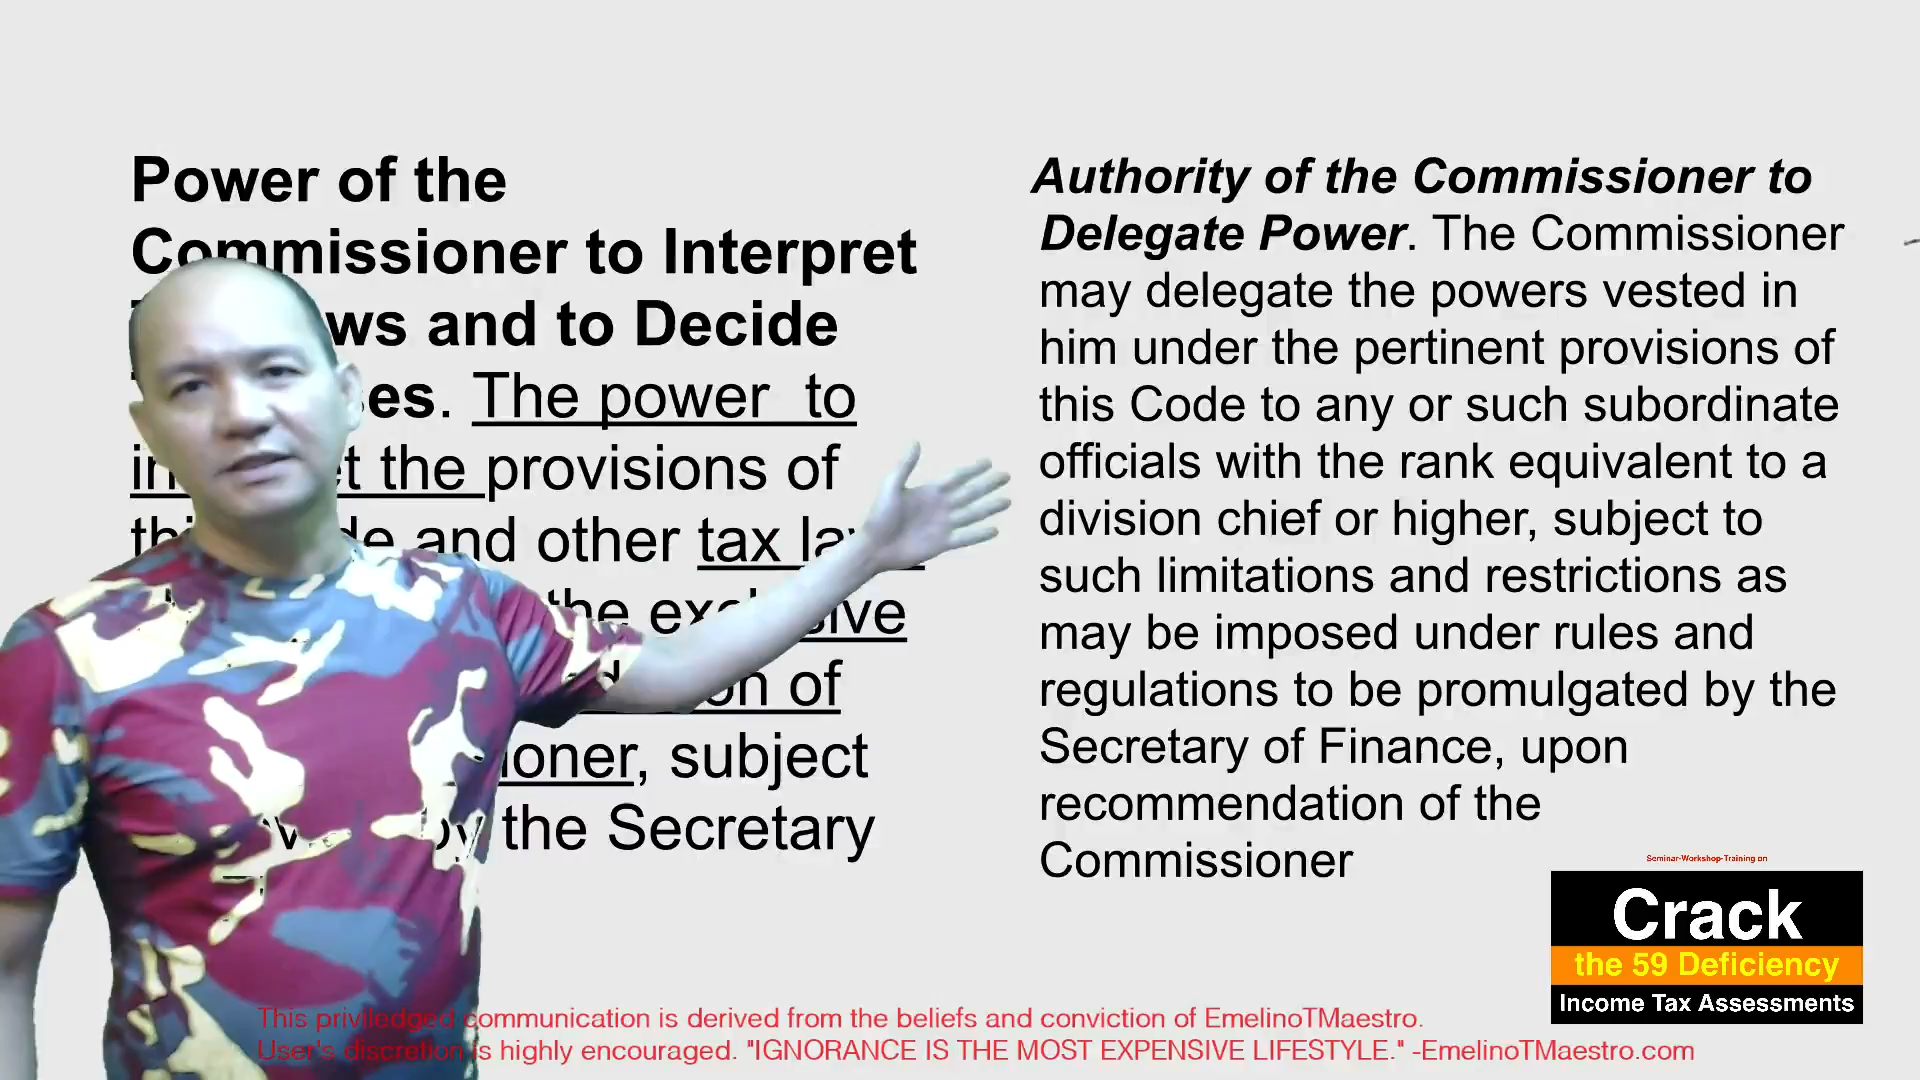 Power of the
Commissioner to Interpret
ws and to Decide
es. The power to
the provisions of
and other tax
the
of
, subject
by the Secretary
Authority of the Commissioner to
Delegate Power. The Commissioner
may delegate the powers vested in
him under the pertinent provisions of
this Code to any or such subordinate
officials with the rank equivalent to a
division chief or higher, subject to
such limitations and restrictions as
may be imposed under rules and
regulations to be promulgated by the
Secretary of Finance, upon
recommendation of the
Commissioner
Seminar-Workshop-Training on
Crack
the 59 Deficiency
Income Tax Assessments
This priviledged communication is derived from the beliefs and conviction of EmelinoTMaestro.
User's discretion is highly encouraged. "IGNORANCE IS THE MOST EXPENSIVE LIFESTYLE." -EmelinoTMaestro.com